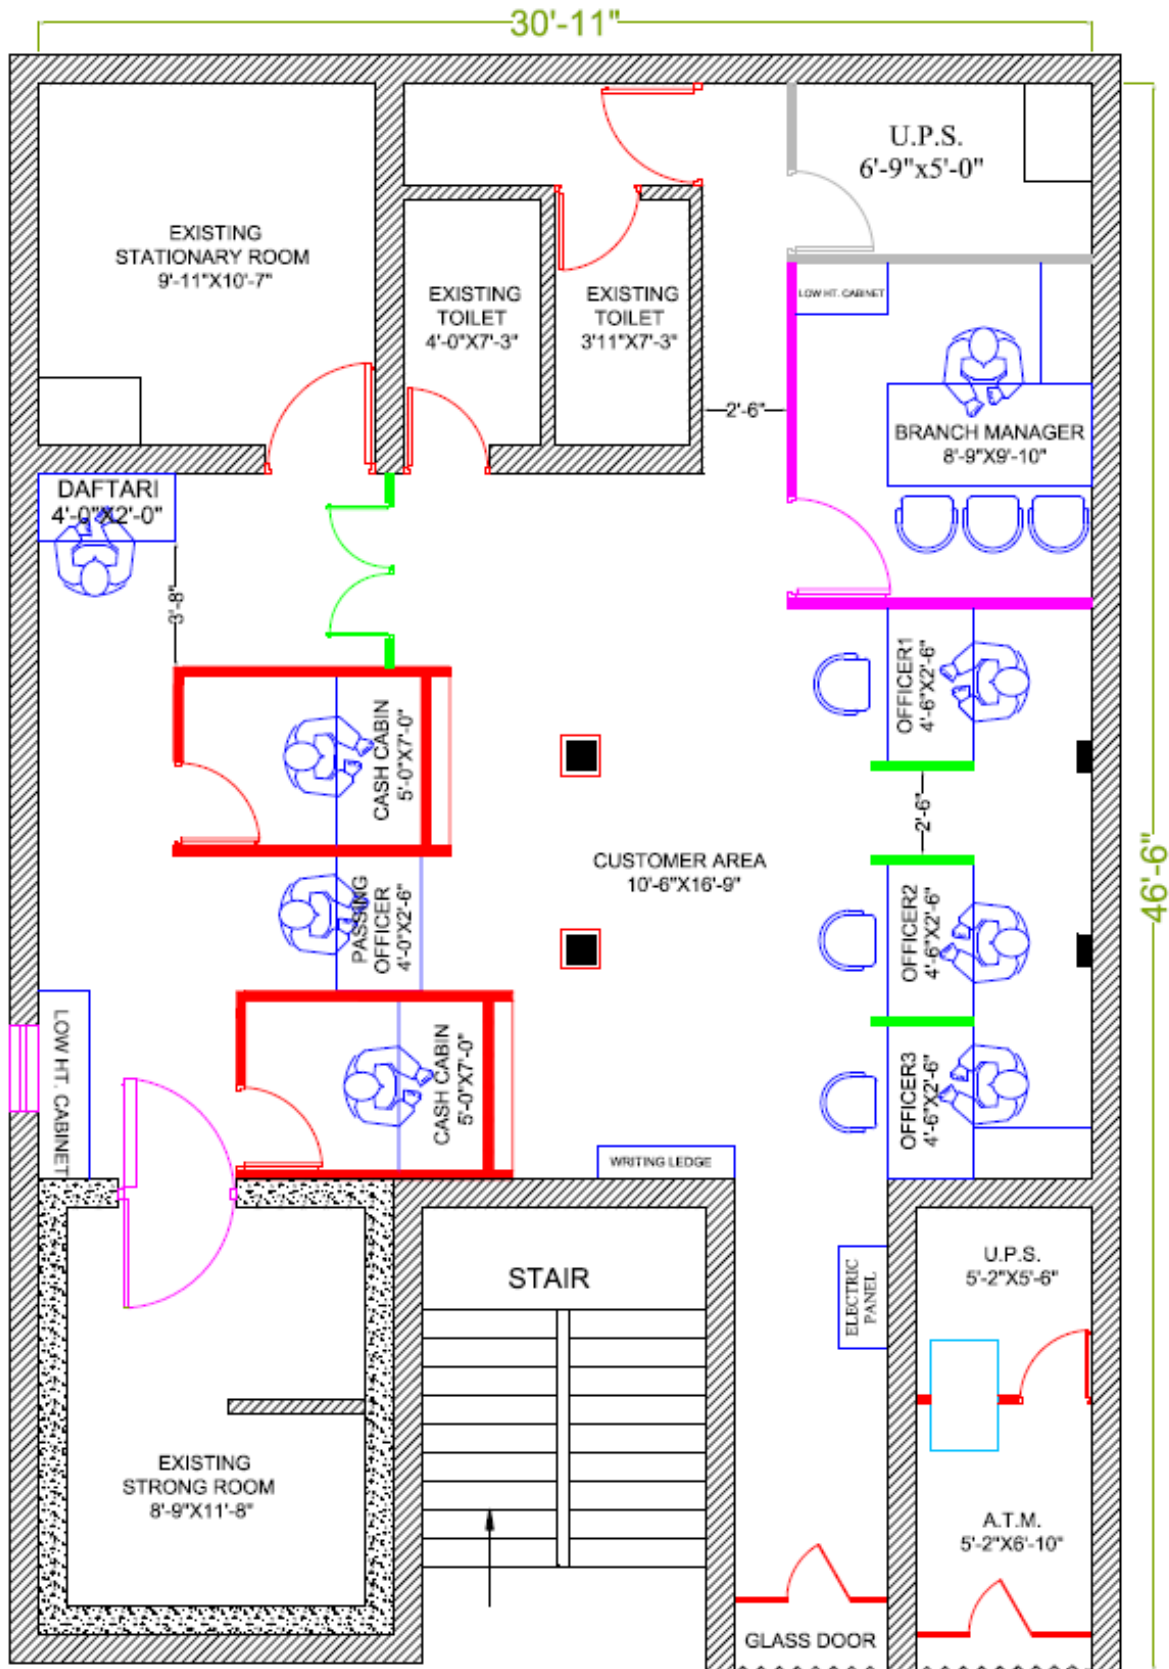 30'-11"
U.P.S.
6'-9"x5'-0"
EXISTING
STATIONARY ROOM
9'-11"X10'-7"
EXISTING
TOILET
4'-0"X7'-3"
EXISTING
TOILET
3'11"X7'-3"
LOW HT. CABINET
2'-6"
BRANCH MANAGER
8'-9"X9'-10"
DAFTARI
4'-0"X2'-0"
3'-8"
OFFICER1
4'-6"X2'-6"
CASH CABIN
5'-0"X7'-0"
2'-6"
CUSTOMER AREA
10'-6"X16'-9"
46'-6"
PASSING
OFFICER
4'-0"X2'-6"
OFFICER2
4'-6"X2'-6"
LOW HT. CABINET
CASH CABIN
5'-0"X7'-0"
OFFICER3
4'-6"X2'-6"
WRITING LEDGE
STAIR
ELECTRIC
PANEL
U.P.S.
5'-2"X5'-6"
EXISTING
STRONG ROOM
8'-9"X11'-8"
A.T.M.
5'-2"X6'-10"
GLASS DOOR